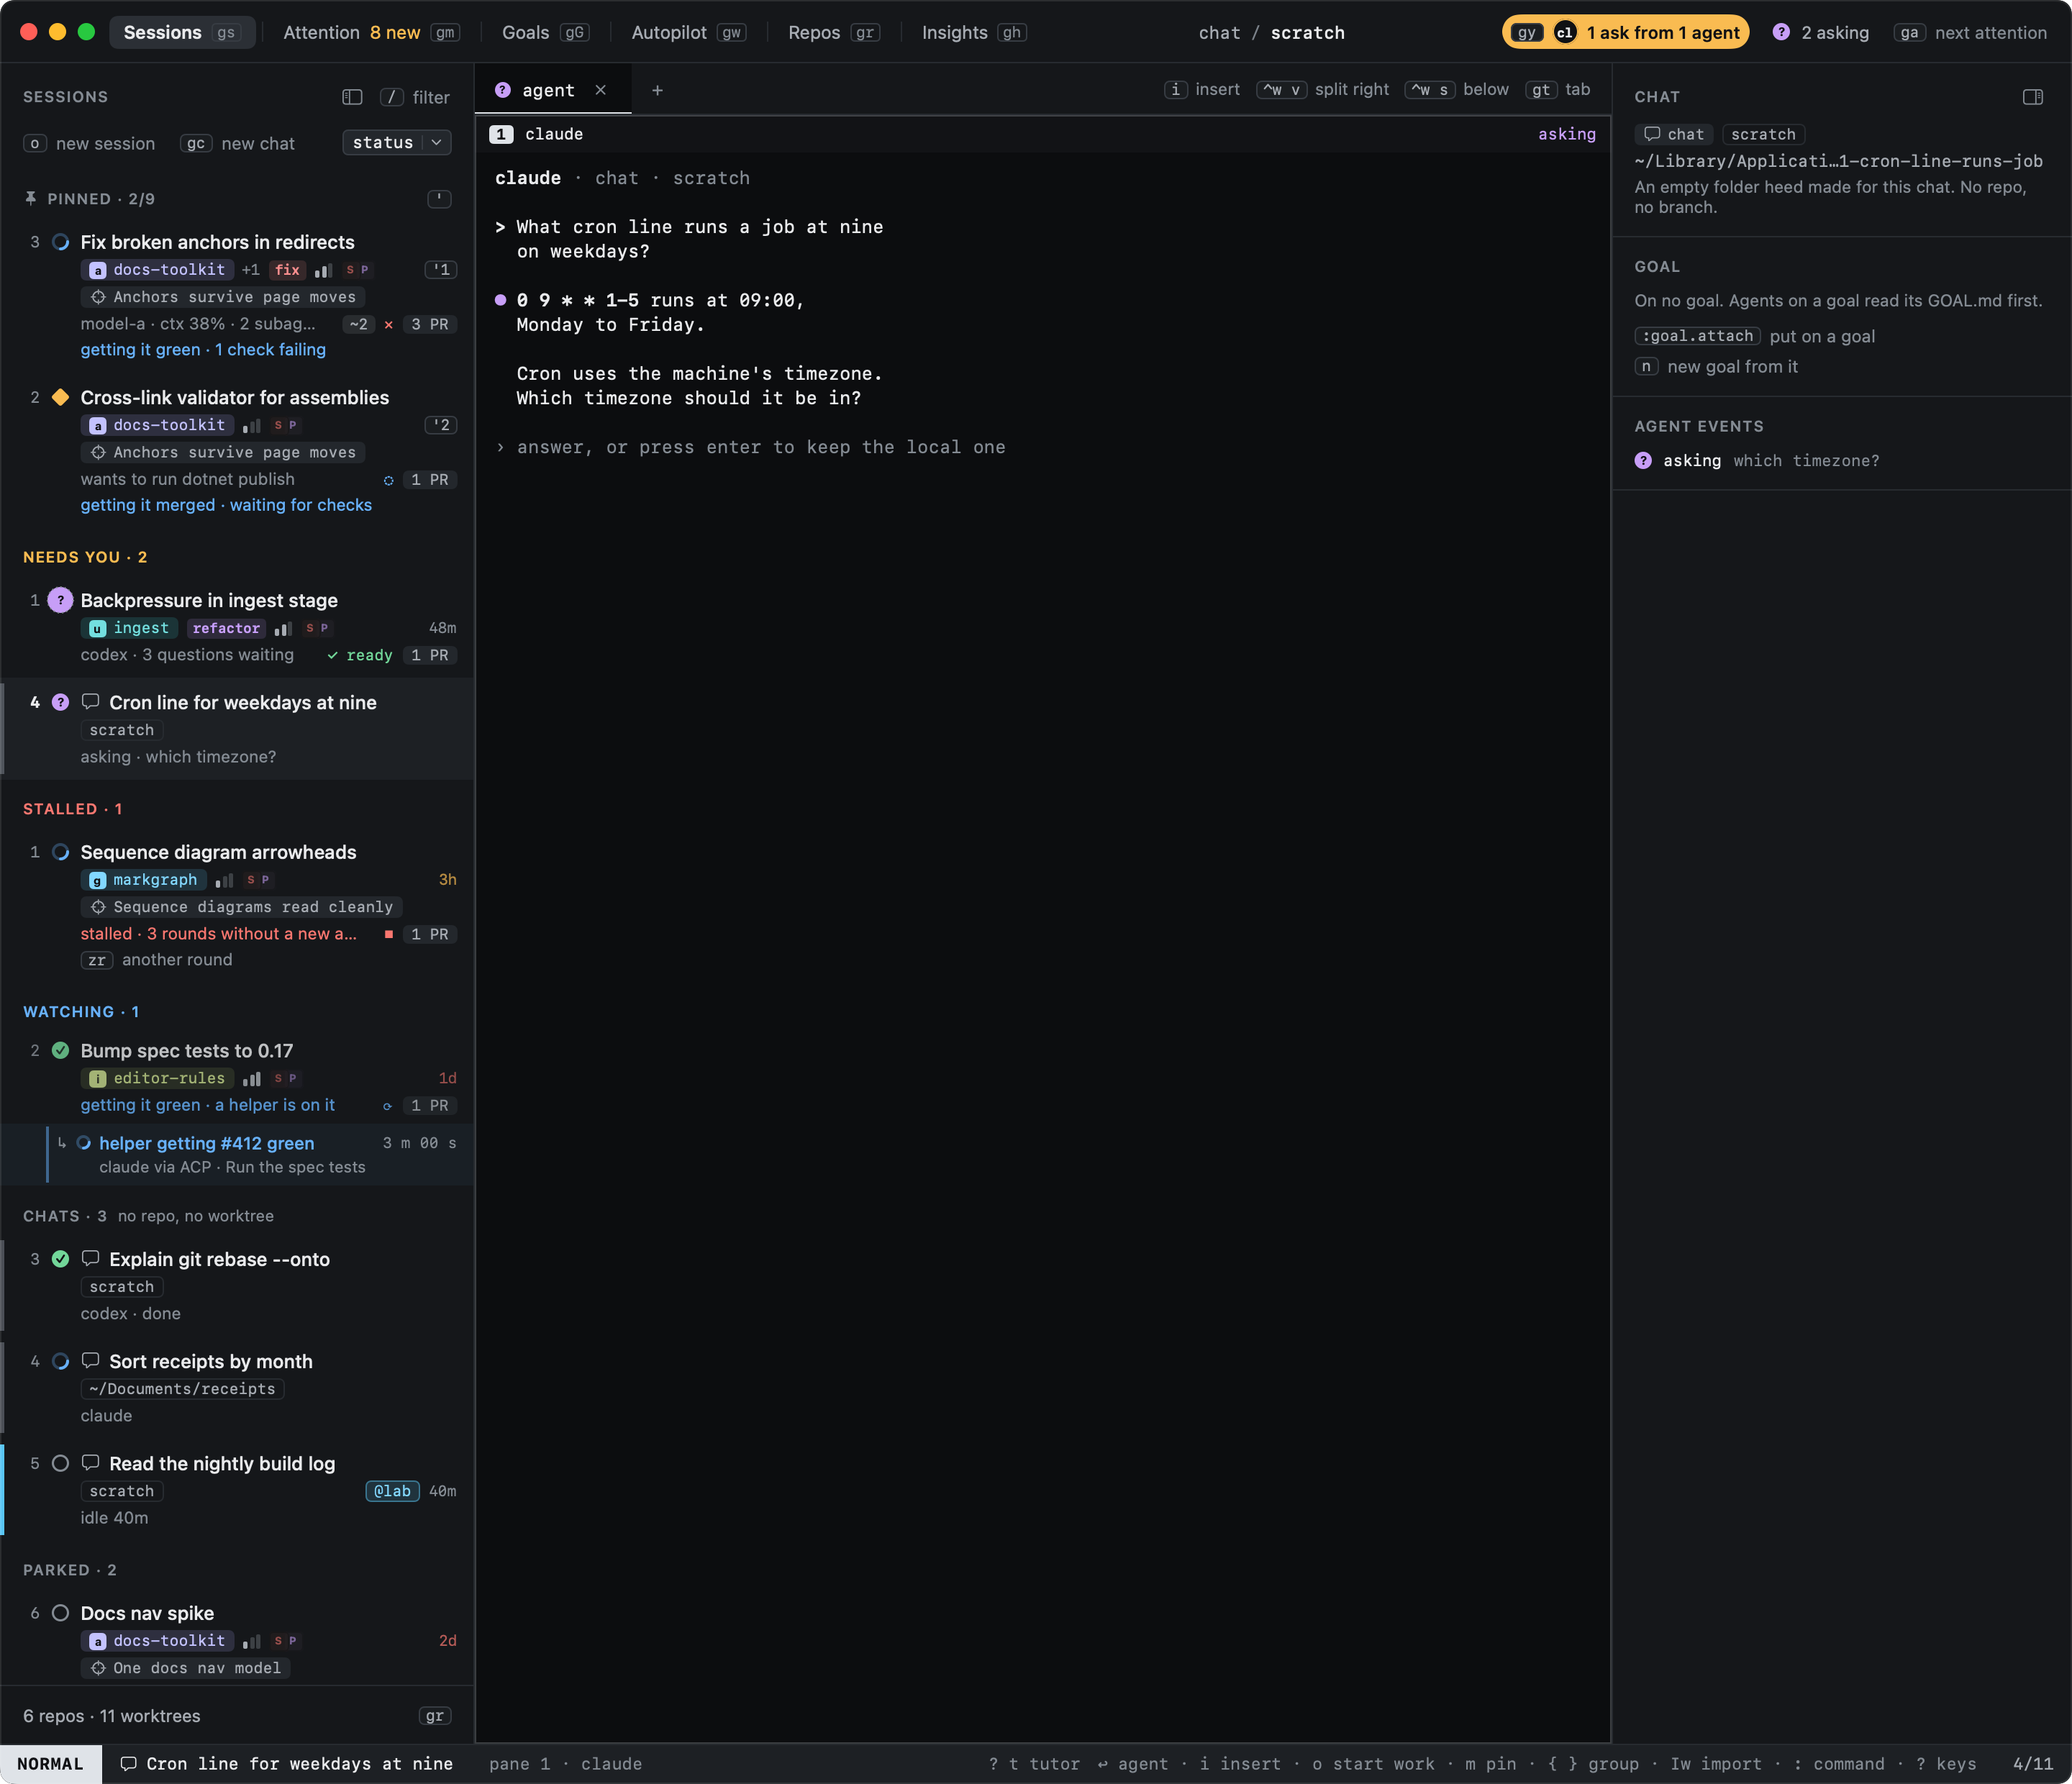 Sessions gs
Attention 8 new gm
Goals gG
Autopilot gw
Repos gr
Insights gh
chat / scratch
gy cl 1 ask from 1 agent
? 2 asking
ga next attention
SESSIONS
/ filter
o new session gc new chat
status
PINNED · 2/9 '
3 Fix broken anchors in redirects
a docs-toolkit +1 fix S P '1
Anchors survive page moves
model-a · ctx 38% · 2 subag... ~2 × 3 PR
getting it green · 1 check failing
2 Cross-link validator for assemblies
a docs-toolkit S P '2
Anchors survive page moves
wants to run dotnet publish 1 PR
getting it merged · waiting for checks
NEEDS YOU · 2
1 ? Backpressure in ingest stage
u ingest refactor S P 48m
codex · 3 questions waiting ✓ ready 1 PR
4 ? Cron line for weekdays at nine
scratch
asking · which timezone?
STALLED · 1
1 Sequence diagram arrowheads
g markgraph S P 3h
Sequence diagrams read cleanly
stalled · 3 rounds without a new a... 1 PR
zr another round
WATCHING · 1
2 Bump spec tests to 0.17
i editor-rules S P 1d
getting it green · a helper is on it 1 PR
↳ helper getting #412 green 3 m 00 s
claude via ACP · Run the spec tests
CHATS · 3 no repo, no worktree
3 Explain git rebase --onto
scratch
codex · done
4 Sort receipts by month
~/Documents/receipts
claude
5 Read the nightly build log
scratch @lab 40m
idle 40m
PARKED · 2
6 Docs nav spike
a docs-toolkit S P 2d
One docs nav model
6 repos · 11 worktrees gr
? agent × +
i insert ^w v split right ^w s below gt tab
1 claude asking
claude · chat · scratch
> What cron line runs a job at nine
on weekdays?
0 9 * * 1-5 runs at 09:00,
Monday to Friday.
Cron uses the machine's timezone.
Which timezone should it be in?
› answer, or press enter to keep the local one
CHAT
chat scratch
~/Library/Applicati…1-cron-line-runs-job
An empty folder heed made for this chat. No repo,
no branch.
GOAL
On no goal. Agents on a goal read its GOAL.md first.
:goal.attach put on a goal
n new goal from it
AGENT EVENTS
? asking which timezone?
NORMAL Cron line for weekdays at nine pane 1 · claude
? t tutor ↩ agent · i insert · o start work · m pin · { } group · Iw import · : command · ? keys 4/11